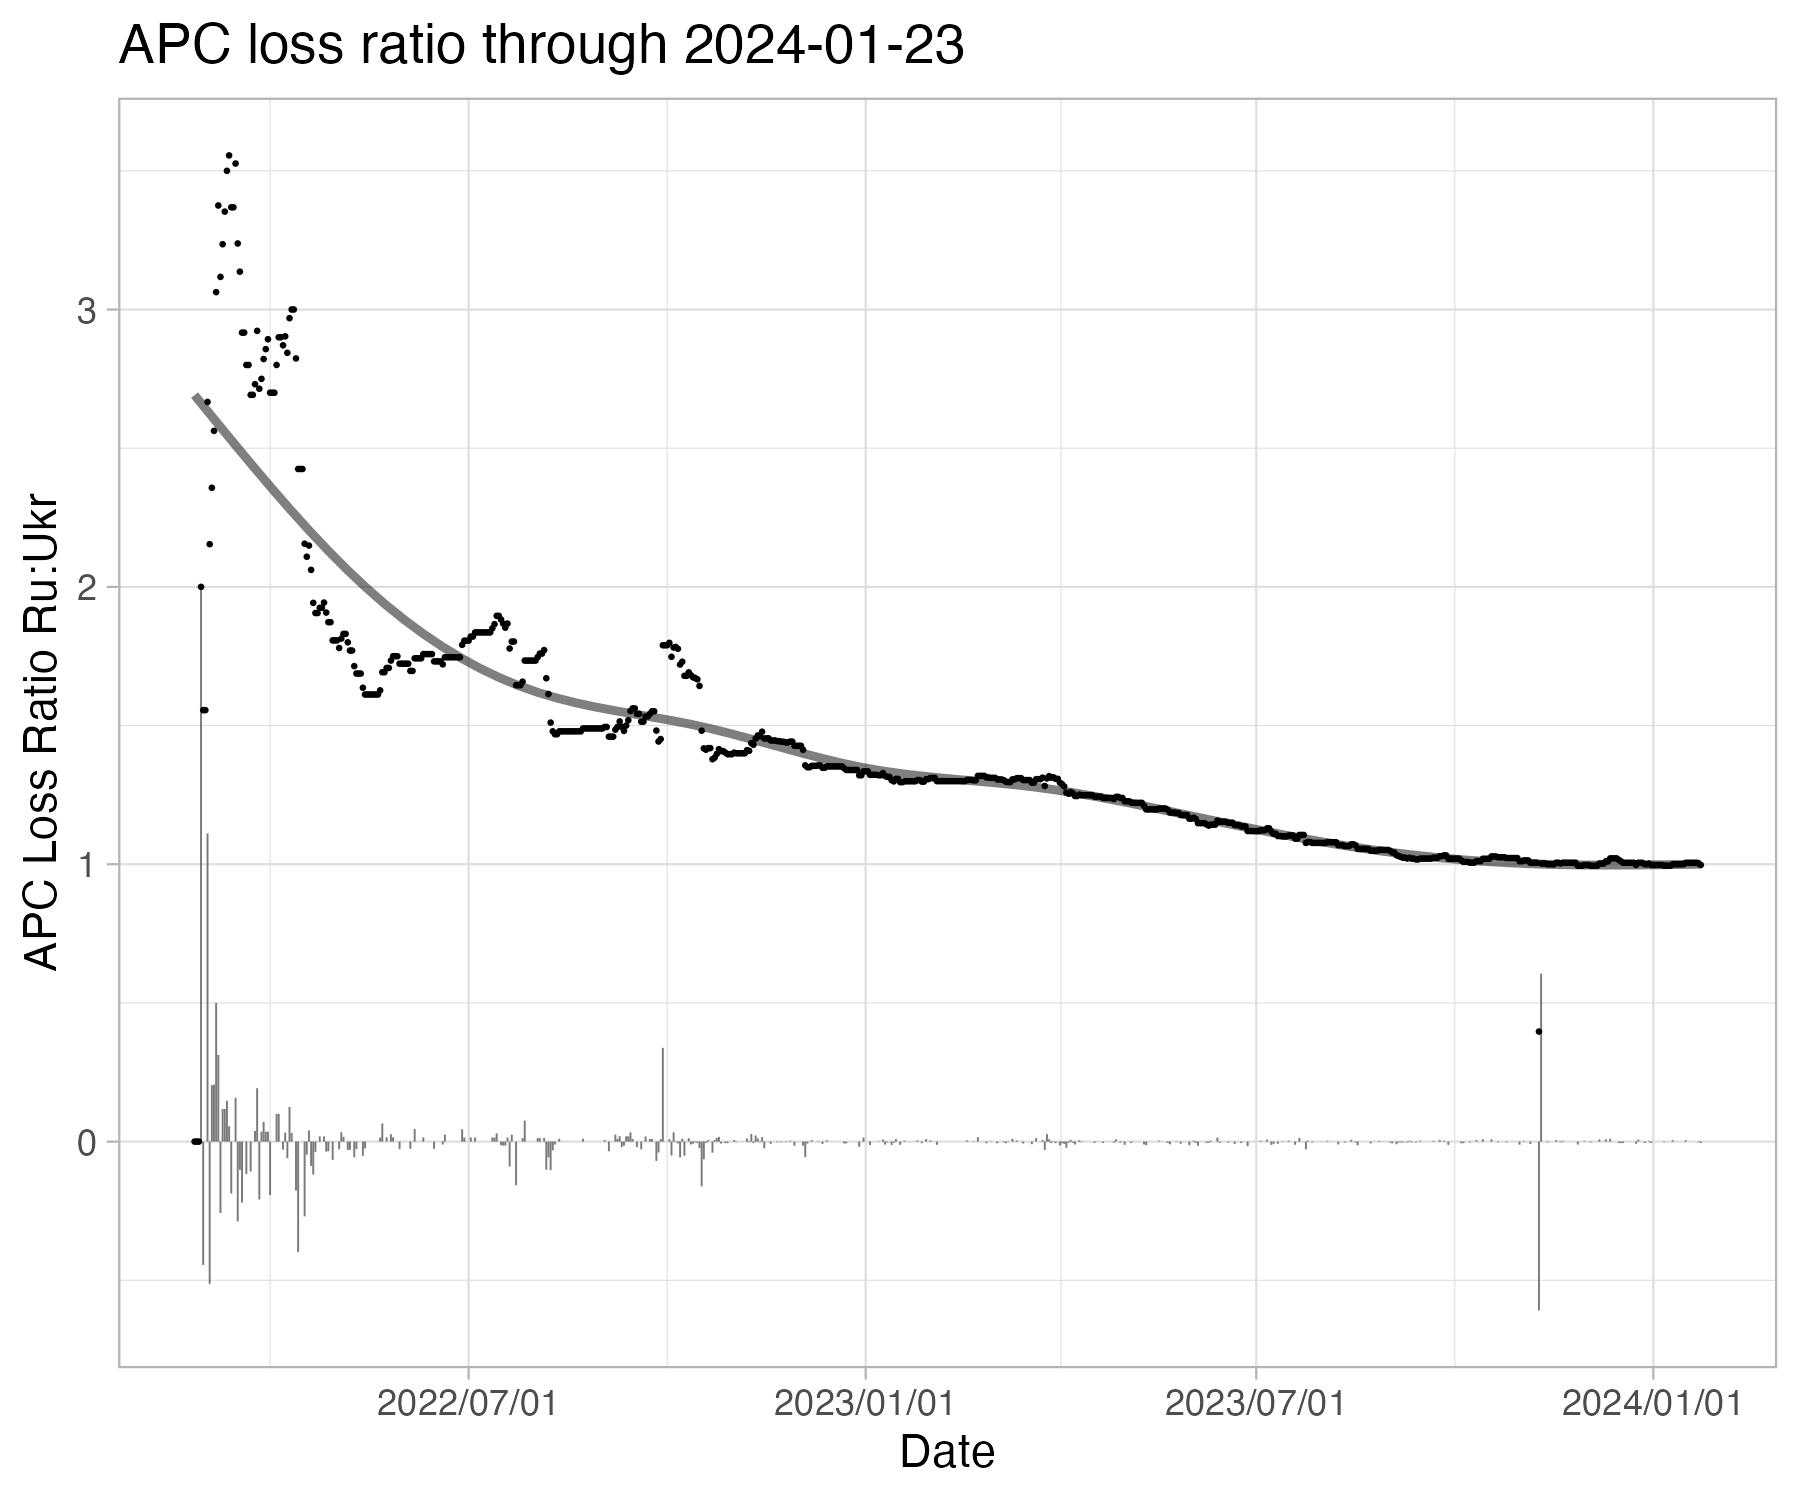 APC loss ratio through 2024-01-23
APC Loss Ratio Ru:Ukr
3
2
1
0
2022/07/01
2023/01/01
2023/07/01
2024/01/01
Date